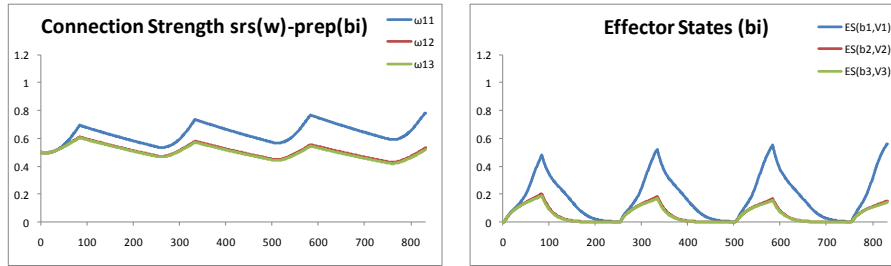 Connection Strength srs(w)-prep(bi)
ω11
ω12
ω13
1.2
1
0.8
0.6
0.4
0.2
0
0 100 200 300 400 500 600 700 800
Effector States (bi)
ES(b1,V1)
ES(b2,V2)
ES(b3,V3)
1.2
1
0.8
0.6
0.4
0.2
0
0 100 200 300 400 500 600 700 800